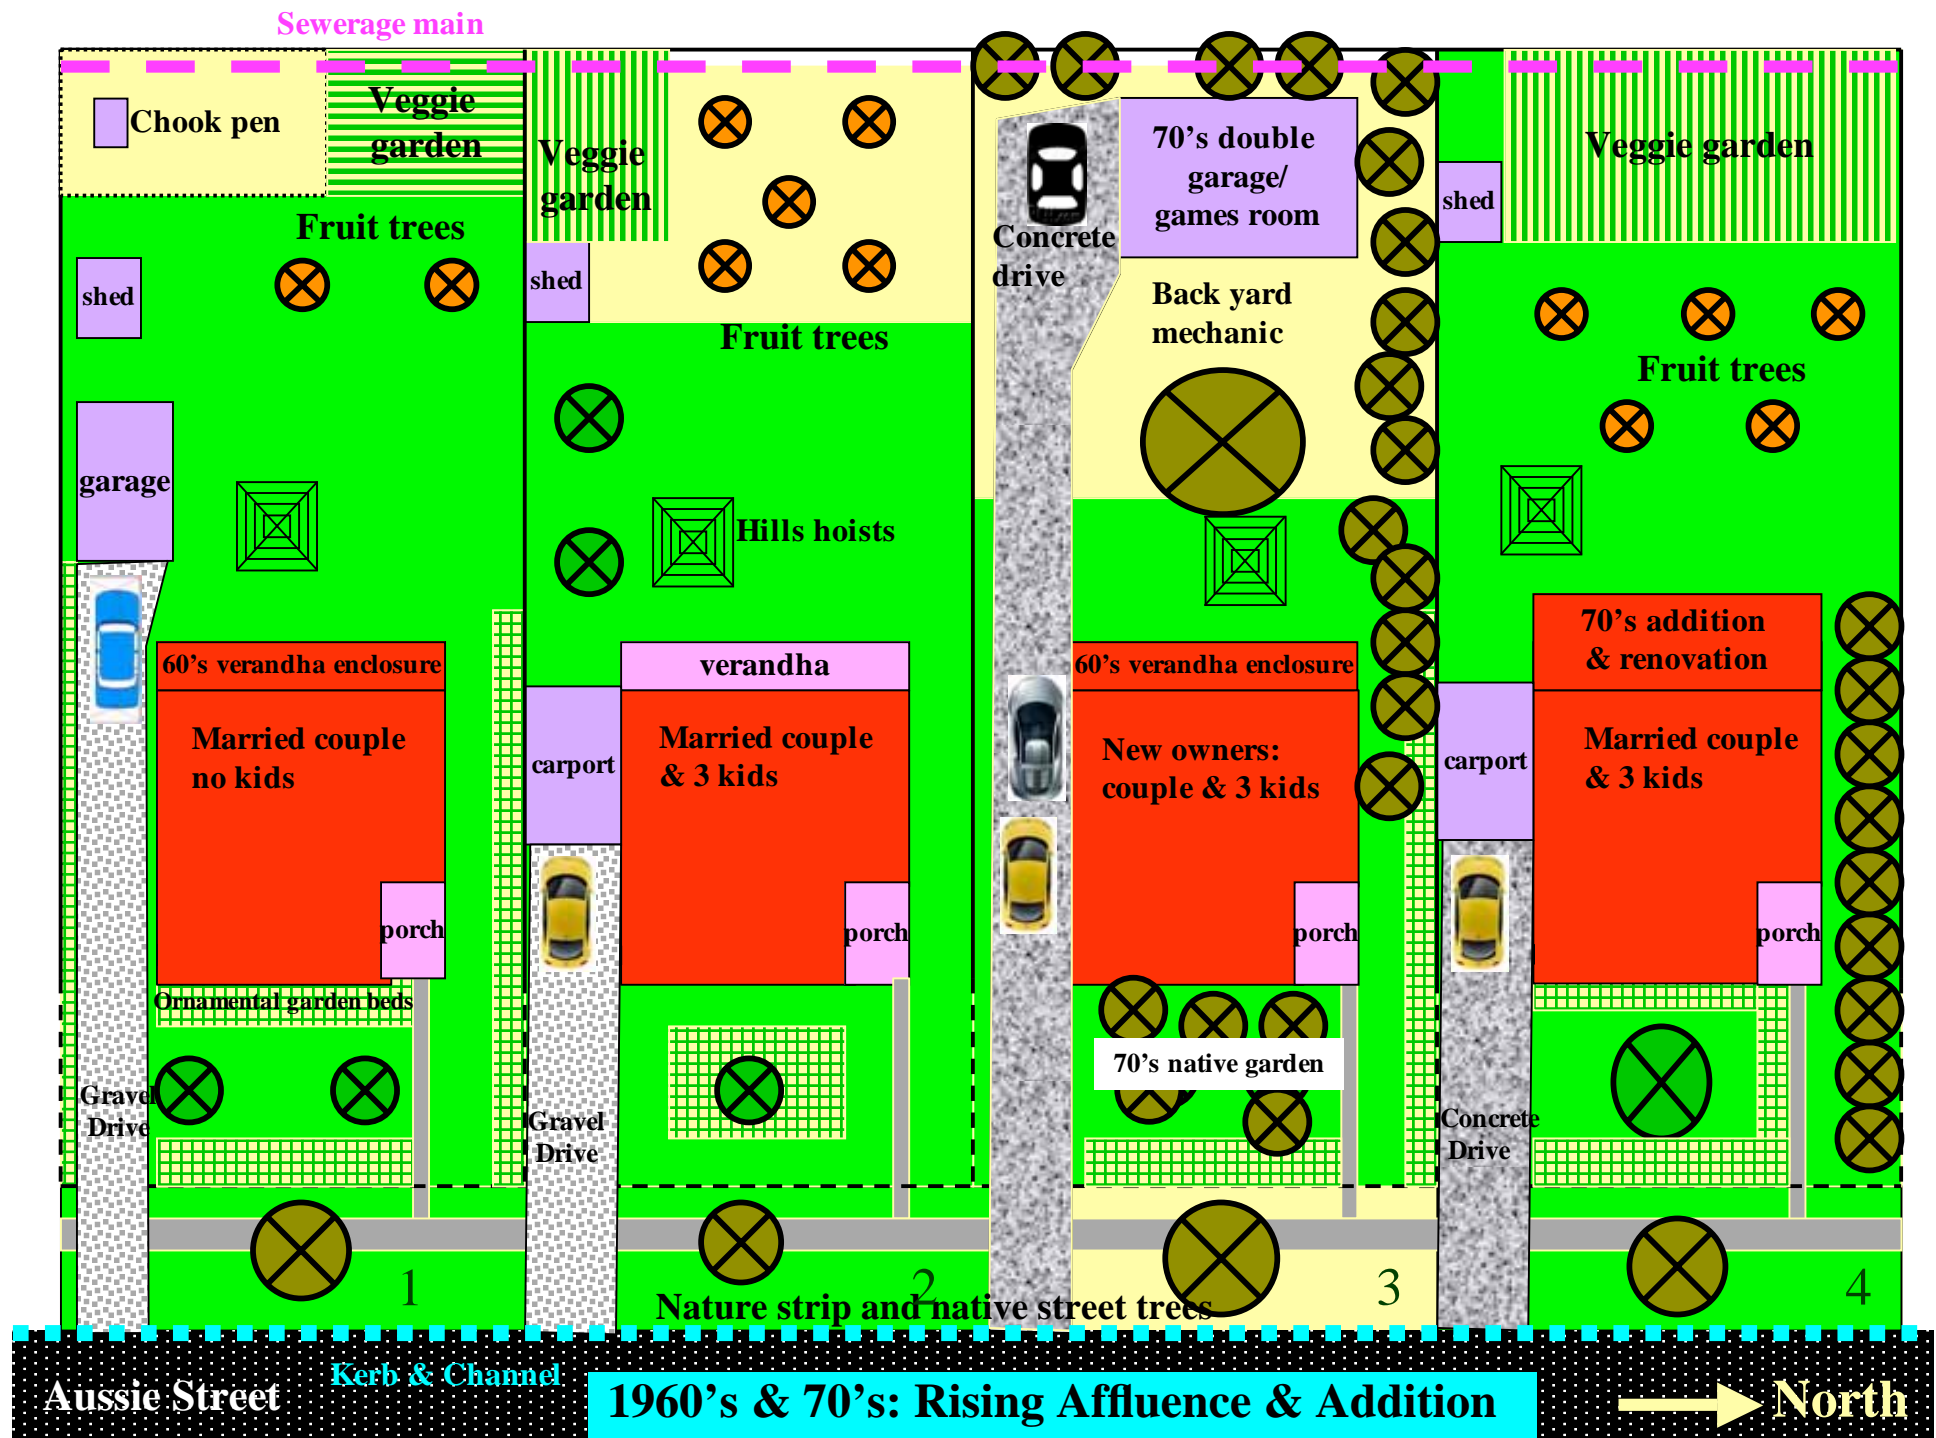 Sewerage main
Chook pen
Veggie
garden
Veggie
garden
70's double
garage/
games room
Veggie garden
shed
Fruit trees
Concrete
drive
shed
shed
Back yard
mechanic
Fruit trees
Fruit trees
garage
Hills hoists
60's verandha enclosure
verandha
60's verandha enclosure
70's addition
& renovation
Married couple
no kids
Married couple
& 3 kids
New owners:
couple & 3 kids
Married couple
& 3 kids
carport
carport
porch
porch
porch
porch
Ornamental garden beds
70's native garden
Gravel
Drive
Gravel
Drive
Concrete
Drive
1
2
3
4
Nature strip and native street trees
Kerb & Channel
Aussie Street
1960's & 70's: Rising Affluence & Addition
North